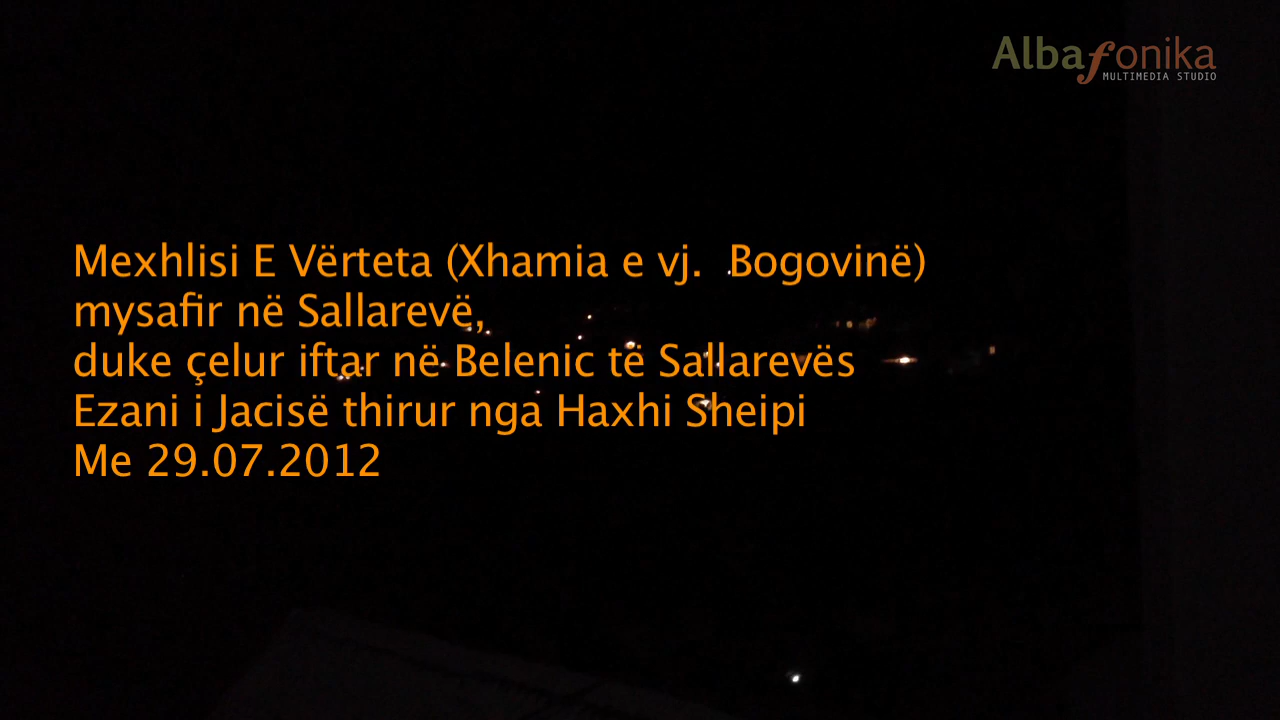 Albafonika
MULTIMEDIA STUDIO
Mexhlisi E Vërteta (Xhamia e vj. Bogovinë)
mysafir në Sallarevë,
duke çelur iftar në Belenic të Sallarevës
Ezani i Jacisë thirur nga Haxhi Sheipi
Me 29.07.2012